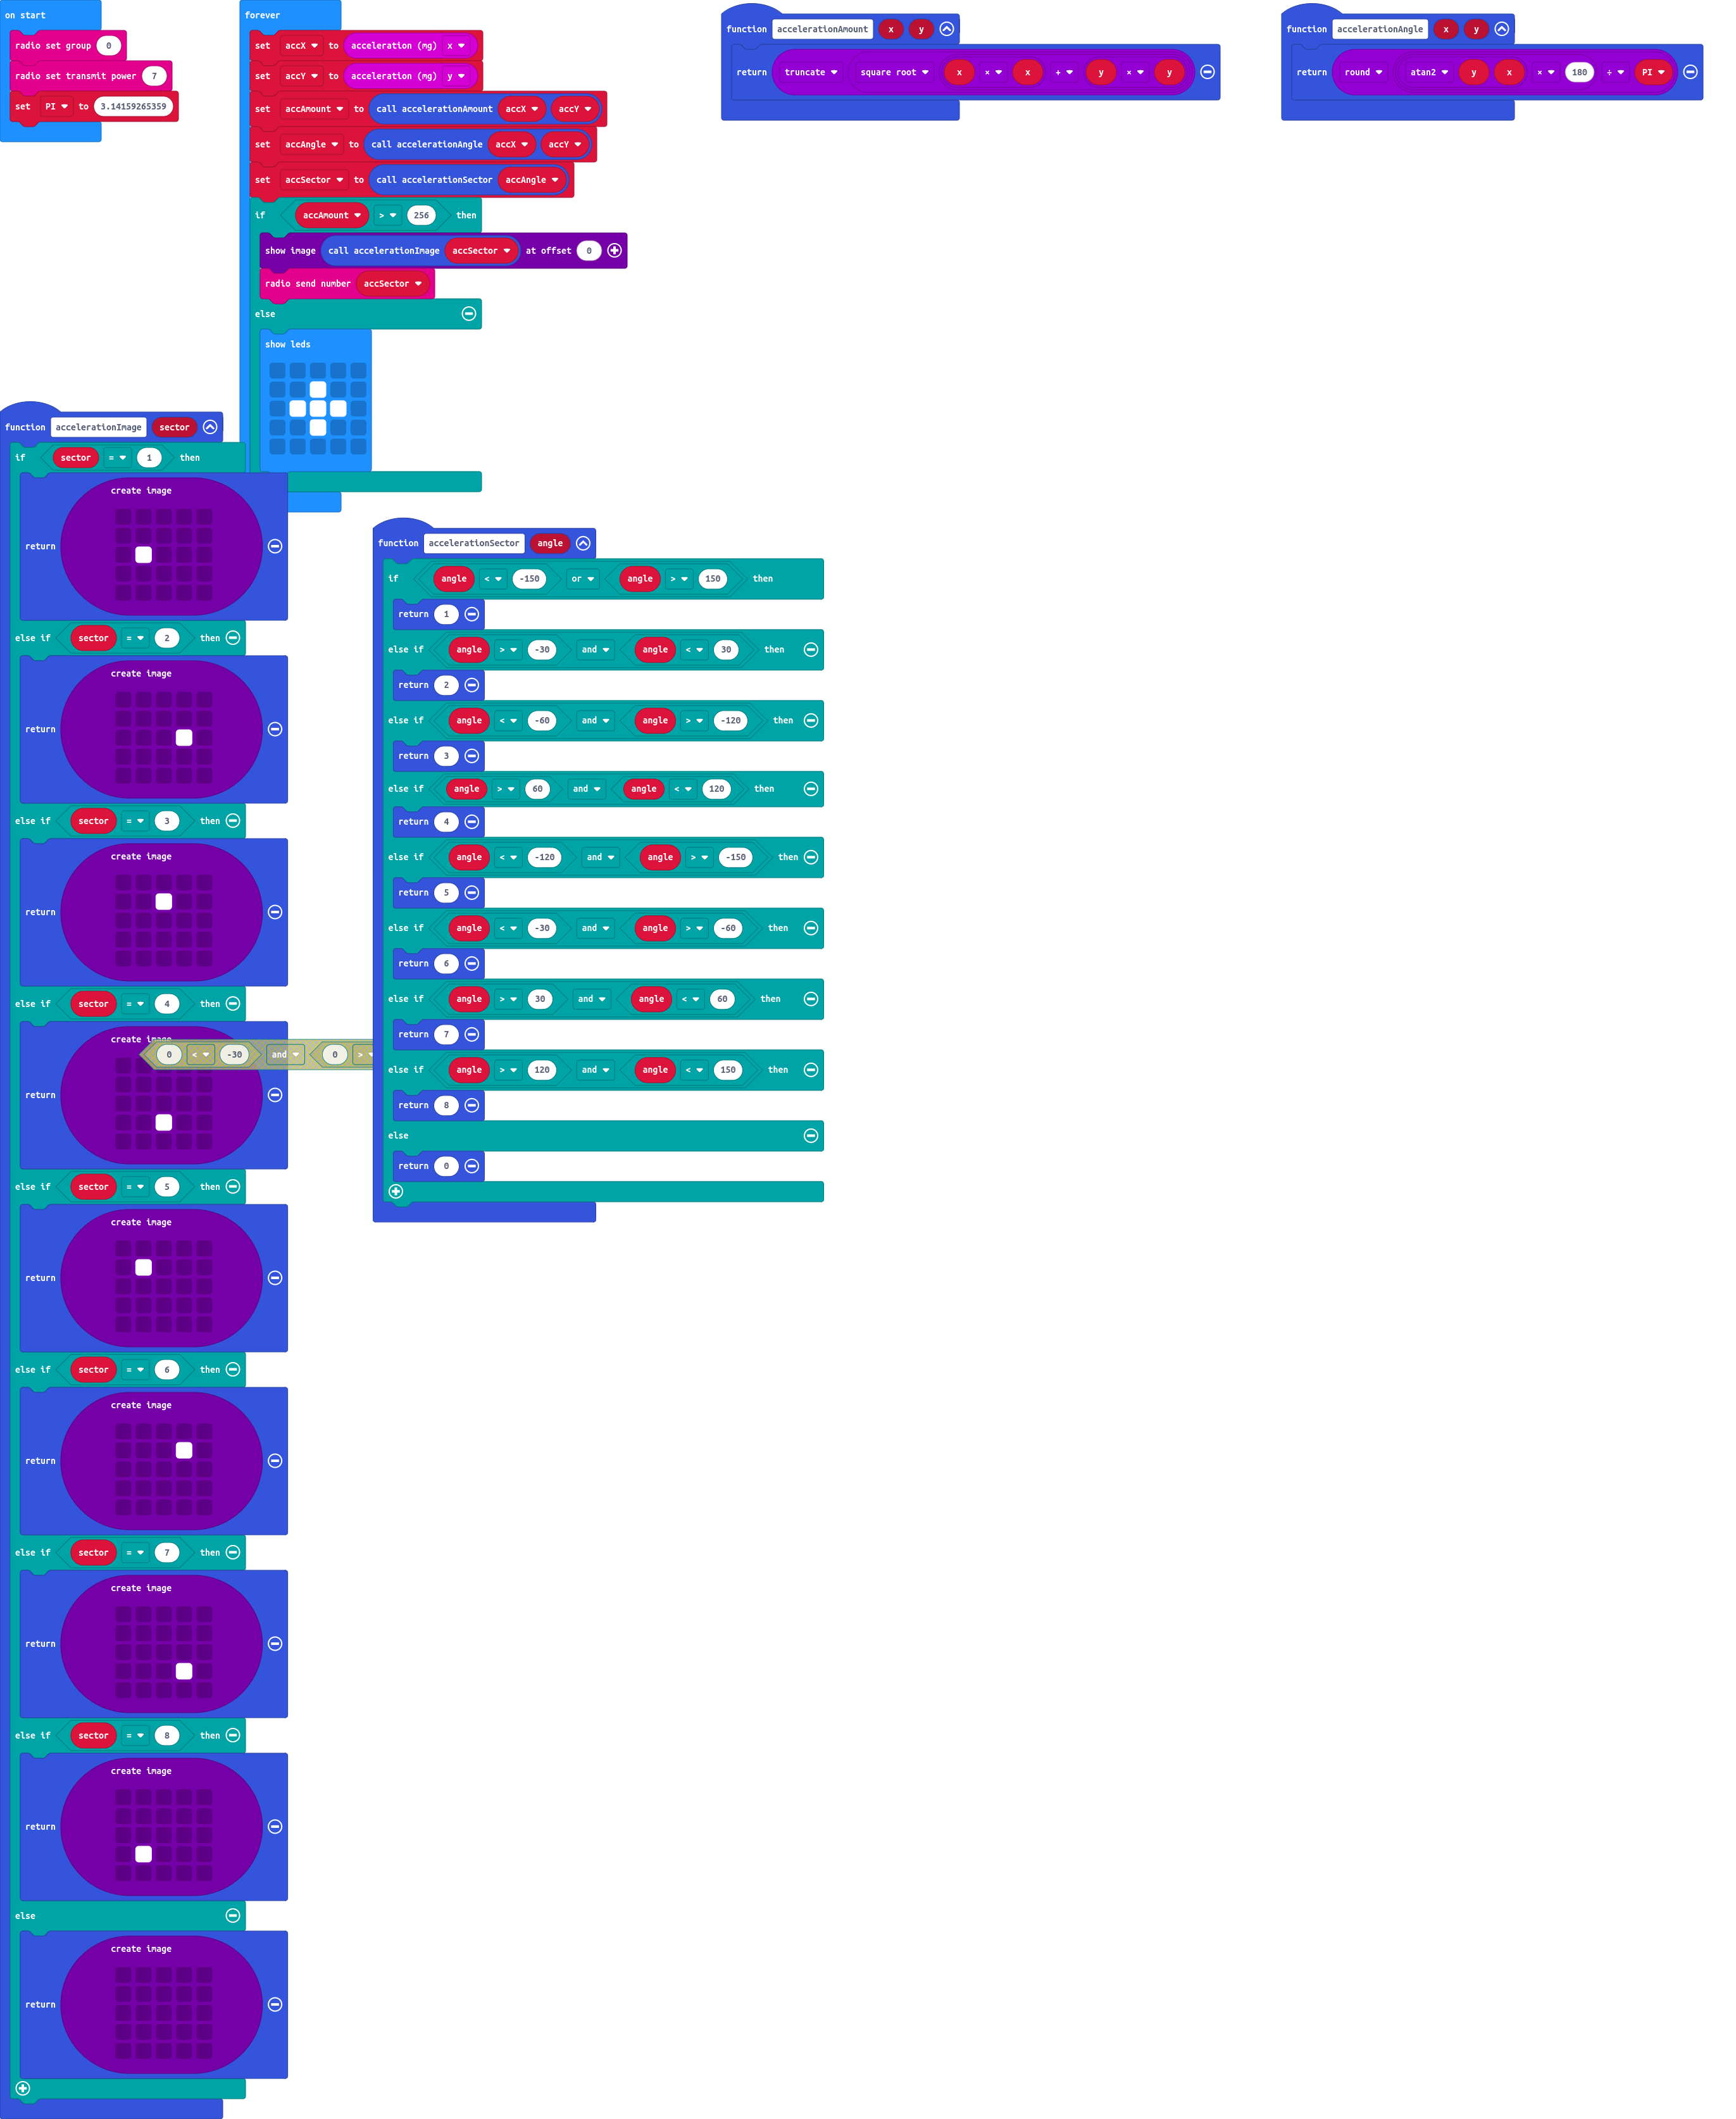 on start
radio set group 0
radio set transmit power 7
set PI to 3.14159265359
forever
set accX to acceleration (mg) x
set accY to acceleration (mg) y
set accAmount to call accelerationAmount accX accY
set accAngle to call accelerationAngle accX accY
set accSector to call accelerationSector accAngle
if accAmount > 256 then
show image call accelerationImage accSector at offset 0
radio send number accSector
else
show leds
function accelerationAmount x y
return truncate square root x × x + y × y
function accelerationAngle x y
return round atan2 y x × 180 ÷ PI
function accelerationImage sector
if sector = 1 then
create image
return
else if sector = 2 then
create image
return
else if sector = 3 then
create image
return
else if sector = 4 then
create image
0 < -30 and 0 >
return
else if sector = 5 then
create image
return
else if sector = 6 then
create image
return
else if sector = 7 then
create image
return
else if sector = 8 then
create image
return
else
create image
return
function accelerationSector angle
if angle < -150 or angle > 150 then
return 1
else if angle > -30 and angle < 30 then
return 2
else if angle < -60 and angle > -120 then
return 3
else if angle > 60 and angle < 120 then
return 4
else if angle < -120 and angle > -150 then
return 5
else if angle < -30 and angle > -60 then
return 6
else if angle > 30 and angle < 60 then
return 7
else if angle > 120 and angle < 150 then
return 8
else
return 0